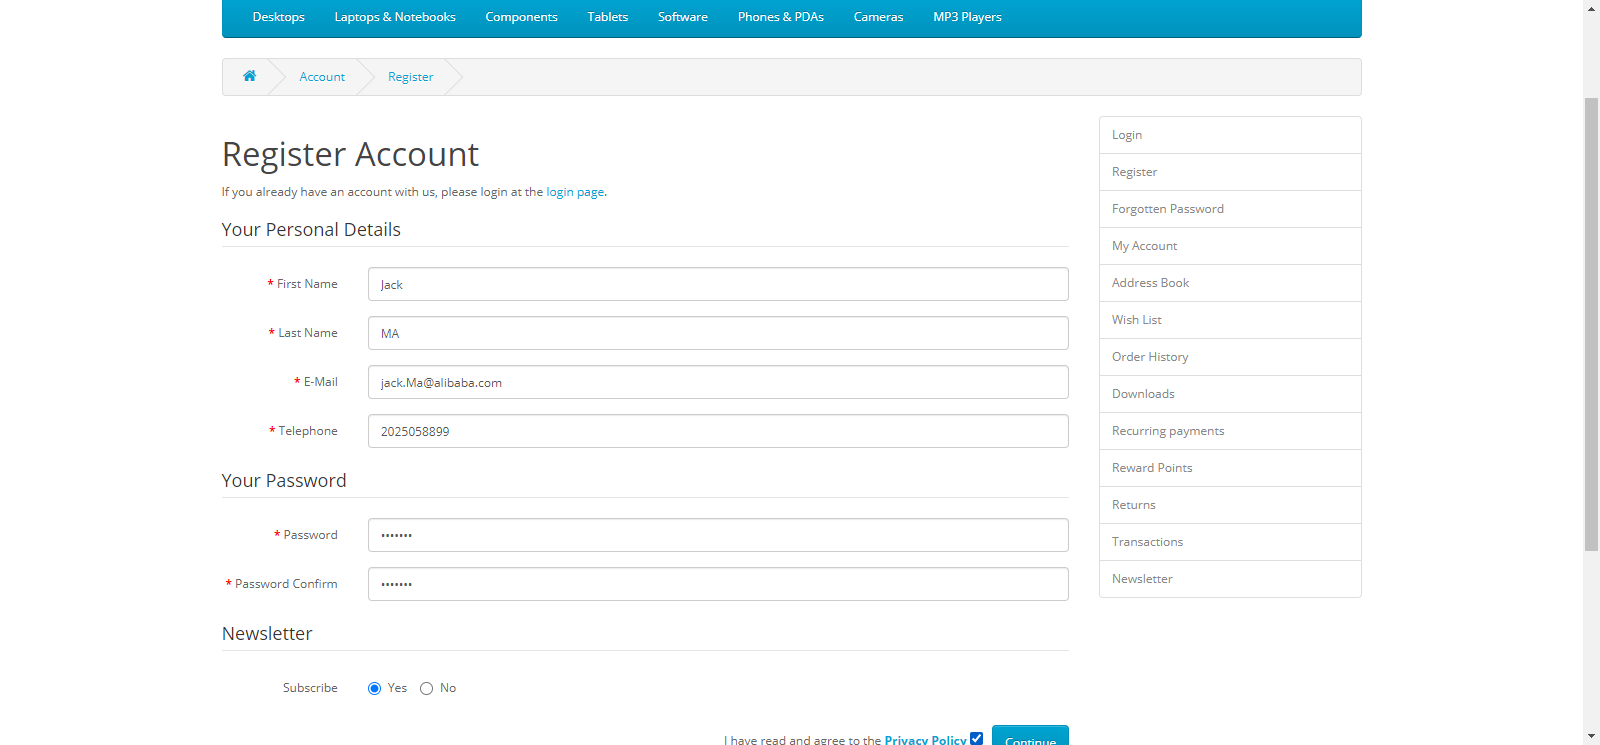 Desktops Laptops & Notebooks Components Tablets Software Phones & PDAs Cameras MP3 Players
Account Register
Register Account
If you already have an account with us, please login at the login page.
Your Personal Details
* First Name Jack
* Last Name MA
* E-Mail jack.Ma@alibaba.com
* Telephone 2025058899
Your Password
* Password •••••••
* Password Confirm •••••••
Newsletter
Subscribe Yes No
I have read and agree to the Privacy Policy Continue
Login
Register
Forgotten Password
My Account
Address Book
Wish List
Order History
Downloads
Recurring payments
Reward Points
Returns
Transactions
Newsletter